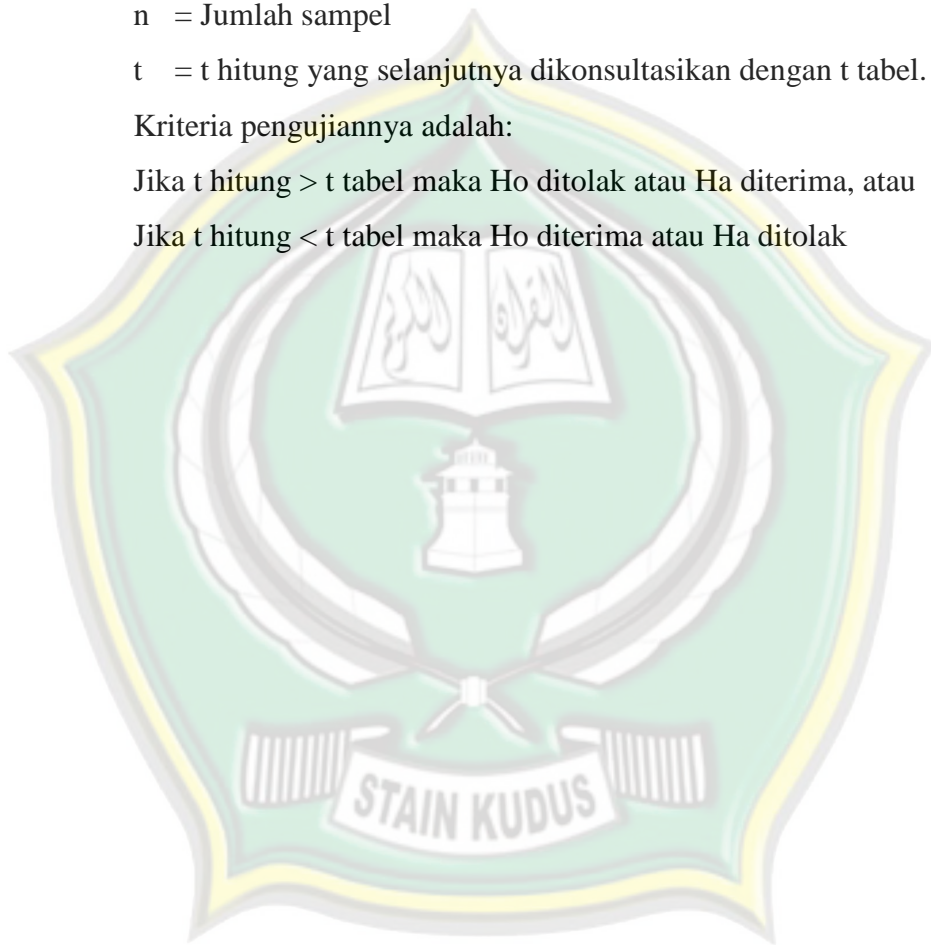 n = Jumlah sampel
t = t hitung yang selanjutnya dikonsultasikan dengan t tabel.
Kriteria pengujiannya adalah:
Jika t hitung > t tabel maka Ho ditolak atau Ha diterima, atau
Jika t hitung < t tabel maka Ho diterima atau Ha ditolak
STAIN KUDUS